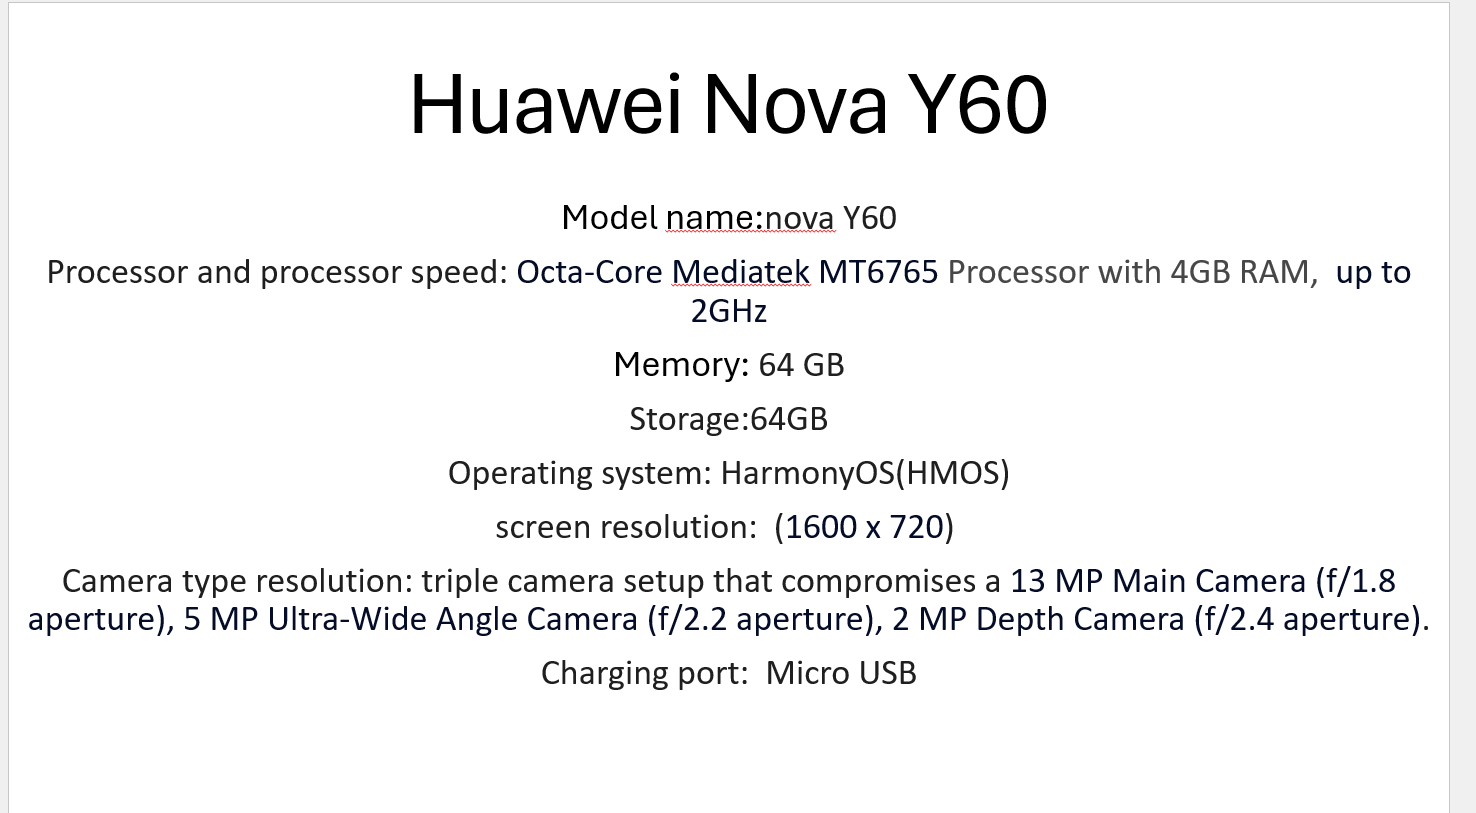 Huawei Nova Y60
Model name:nova Y60
Processor and processor speed: Octa-Core Mediatek MT6765 Processor with 4GB RAM,  up to
2GHz
Memory: 64 GB
Storage:64GB
Operating system: HarmonyOS(HMOS)
screen resolution:  (1600 x 720)
Camera type resolution: triple camera setup that compromises a 13 MP Main Camera (f/1.8
aperture), 5 MP Ultra-Wide Angle Camera (f/2.2 aperture), 2 MP Depth Camera (f/2.4 aperture).
Charging port:  Micro USB